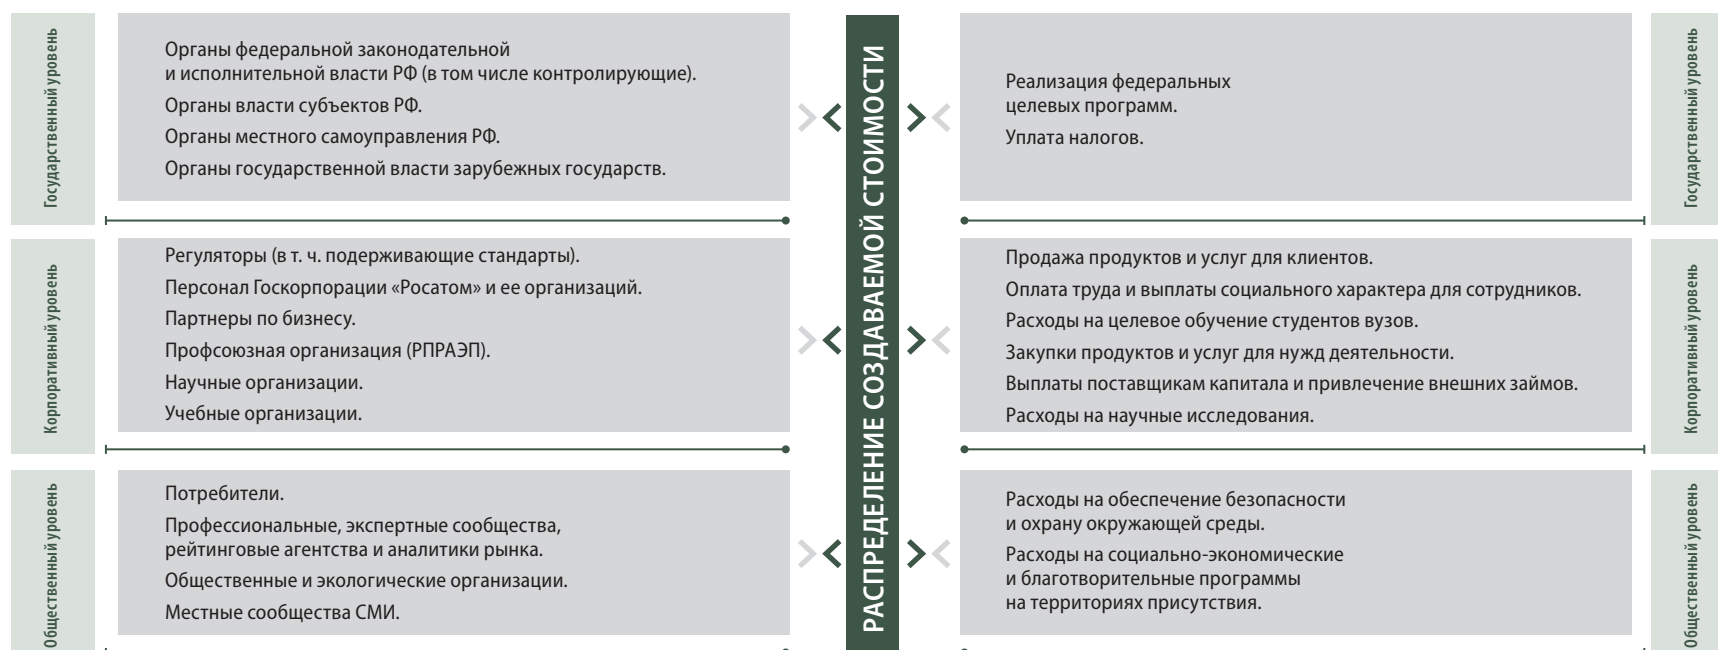 Государственный уровень
Органы федеральной законодательной
и исполнительной власти РФ (в том числе контролирующие).
Органы власти субъектов РФ.
Органы местного самоуправления РФ.
Органы государственной власти зарубежных государств.
Корпоративный уровень
Регуляторы (в т. ч. подерживающие стандарты).
Персонал Госкорпорации «Росатом» и ее организаций.
Партнеры по бизнесу.
Профсоюзная организация (РПРАЭП).
Научные организации.
Учебные организации.
Общественный уровень
Потребители.
Профессиональные, экспертные сообщества,
рейтинговые агентства и аналитики рынка.
Общественные и экологические организации.
Местные сообщества СМИ.
РАСПРЕДЕЛЕНИЕ СОЗДАВАЕМОЙ СТОИМОСТИ
Реализация федеральных
целевых программ.
Уплата налогов.
Государственный уровень
Продажа продуктов и услуг для клиентов.
Оплата труда и выплаты социального характера для сотрудников.
Расходы на целевое обучение студентов вузов.
Закупки продуктов и услуг для нужд деятельности.
Выплаты поставщикам капитала и привлечение внешних займов.
Расходы на научные исследования.
Корпоративный уровень
Расходы на обеспечение безопасности
и охрану окружающей среды.
Расходы на социально-экономические
и благотворительные программы
на территориях присутствия.
Общественный уровень